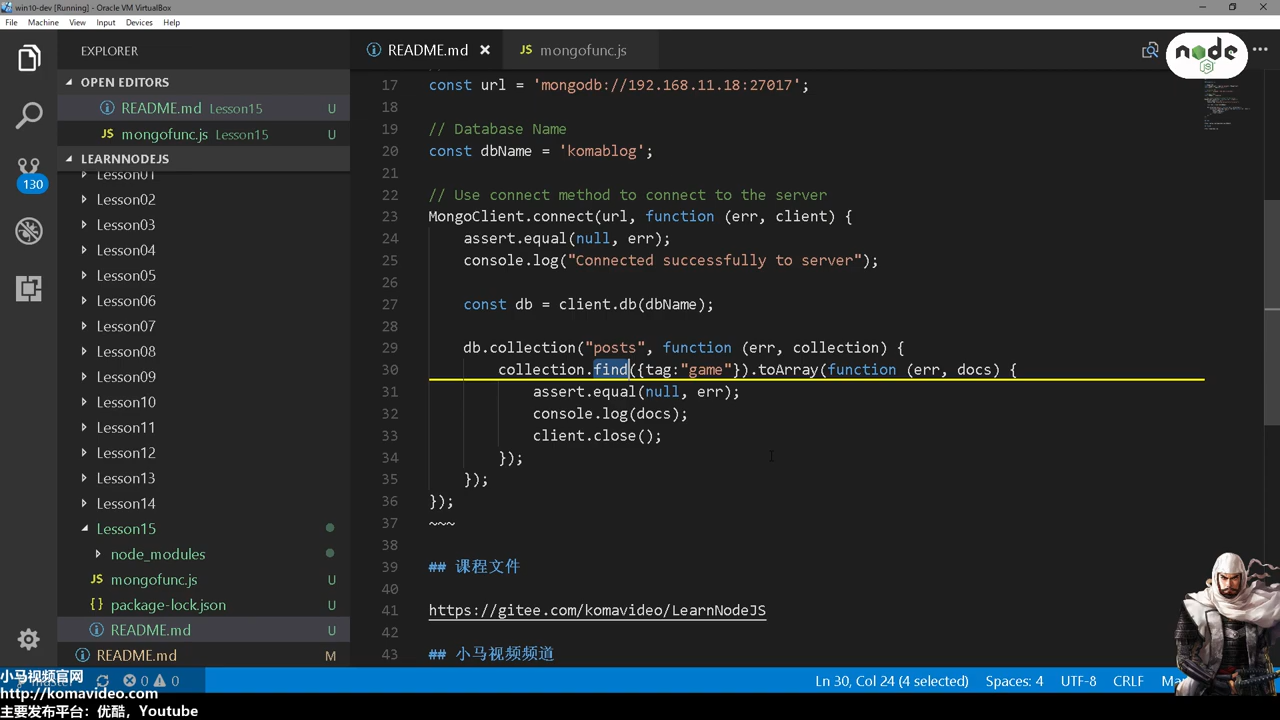 win10-dev [Running] - Oracle VM VirtualBox
File Machine View Input Devices Help
EXPLORER
README.md
JS mongofunc.js
node
JS
OPEN EDITORS
README.md Lesson15 U
JS mongofunc.js Lesson15 U
LEARNNODEJS
130
Lesson01
Lesson02
Lesson03
Lesson04
Lesson05
Lesson06
Lesson07
Lesson08
Lesson09
Lesson10
Lesson11
Lesson12
Lesson13
Lesson14
Lesson15
node_modules
JS mongofunc.js U
{} package-lock.json U
README.md U
README.md M
17 const url = 'mongodb://192.168.11.18:27017';
18
19 // Database Name
20 const dbName = 'komablog';
21
22 // Use connect method to connect to the server
23 MongoClient.connect(url, function (err, client) {
24 assert.equal(null, err);
25 console.log("Connected successfully to server");
26
27 const db = client.db(dbName);
28
29 db.collection("posts", function (err, collection) {
30 collection.find({tag:"game"}).toArray(function (err, docs) {
31 assert.equal(null, err);
32 console.log(docs);
33 client.close();
34 });
35 });
36 });
37 ~~~
38
39 ## 课程文件
40
41 https://gitee.com/komavideo/LearnNodeJS
42
43 ## 小马视频频道
0 0
Ln 30, Col 24 (4 selected) Spaces: 4 UTF-8 CRLF
小马视频官网
http://komavideo.com
主要发布平台：优酷，Youtube